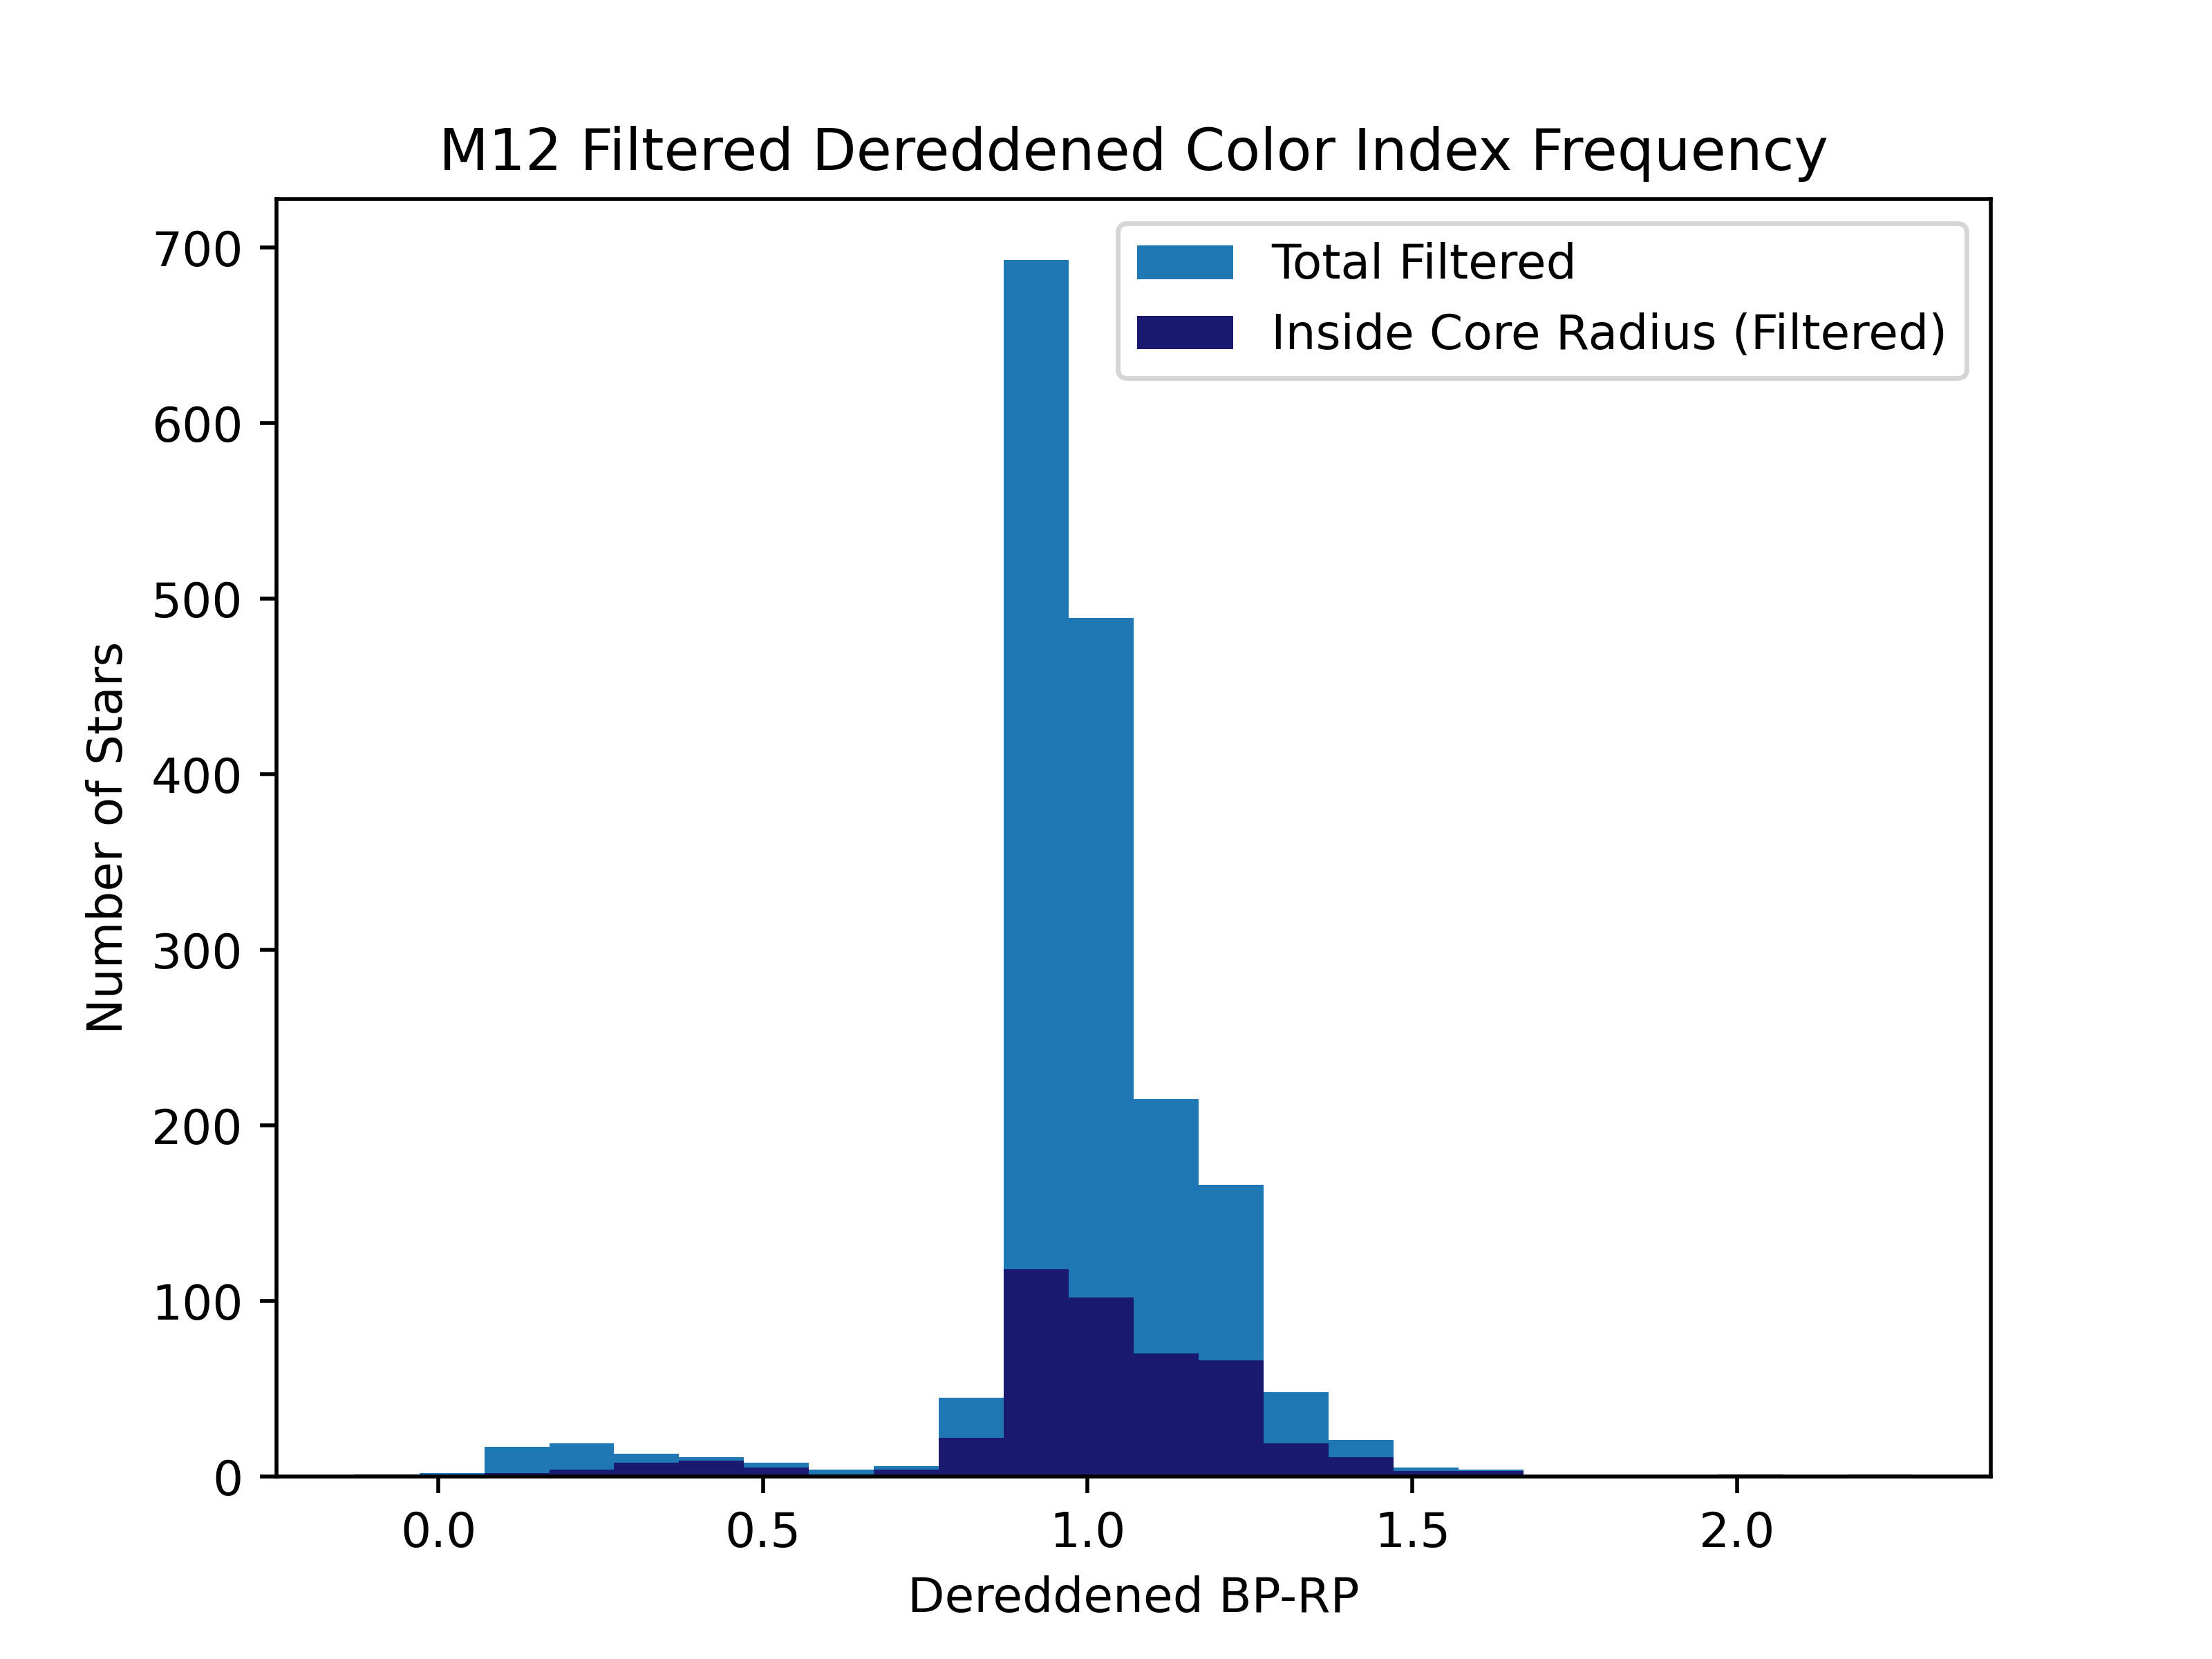 M12 Filtered Dereddened Color Index Frequency
Total Filtered
Inside Core Radius (Filtered)
700
600
500
400
300
200
100
0
Number of Stars
0.0 0.5 1.0 1.5 2.0
Dereddened BP-RP